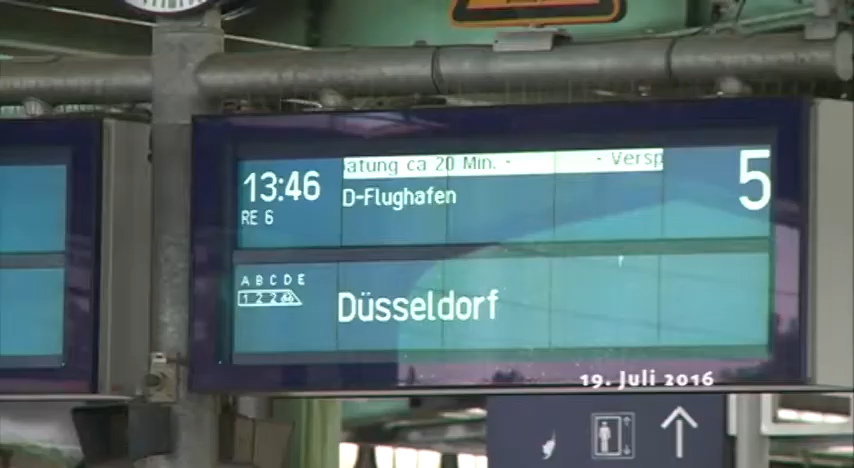 atung ca 20 Min. - - Versp
13:46
D-Flughafen
5
RE 6
A B C D E
1 2 2
Düsseldorf
19. Juli 2016